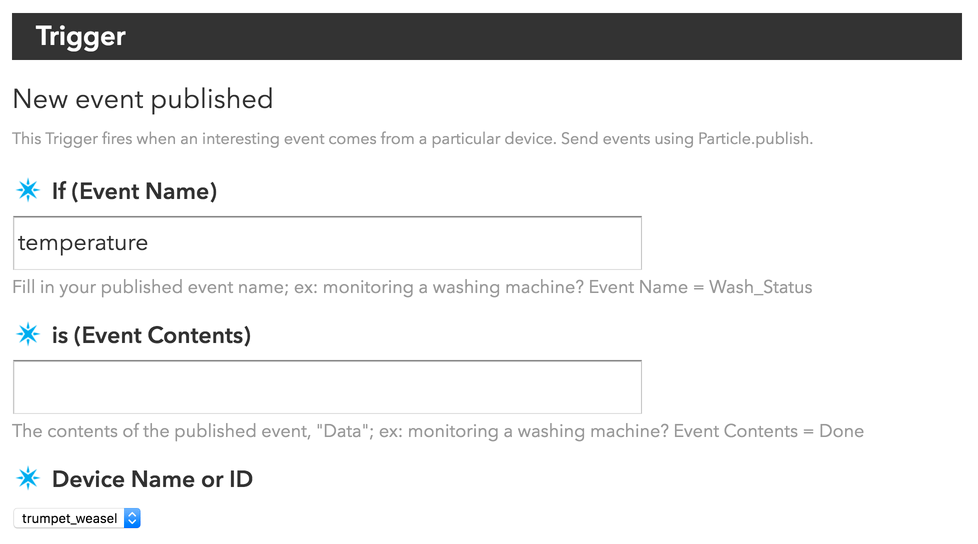 Trigger
New event published
This Trigger fires when an interesting event comes from a particular device. Send events using Particle.publish.
If (Event Name)
temperature
Fill in your published event name; ex: monitoring a washing machine? Event Name = Wash_Status
is (Event Contents)
The contents of the published event, "Data"; ex: monitoring a washing machine? Event Contents = Done
Device Name or ID
trumpet_weasel